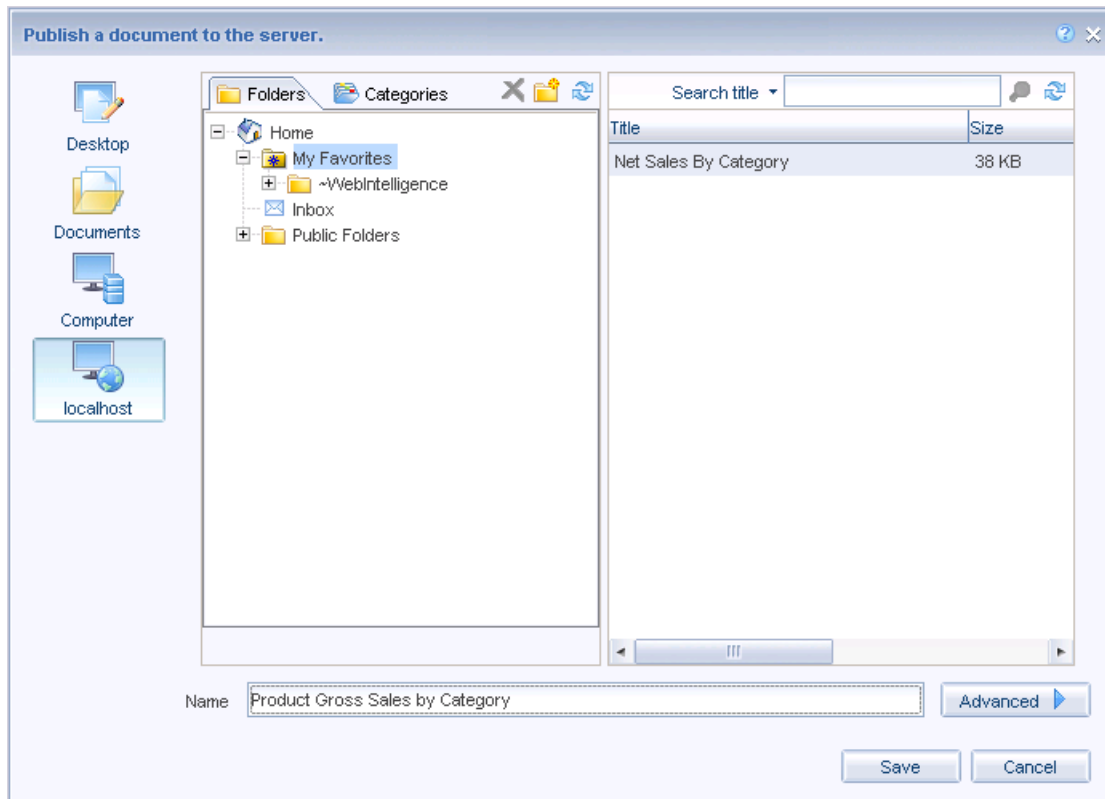 Publish a document to the server.
Desktop
Documents
Computer
localhost
Folders Categories
Home
My Favorites
~WebIntelligence
Inbox
Public Folders
Search title
Title Size
Net Sales By Category 38 KB
Name Product Gross Sales by Category Advanced
Save Cancel